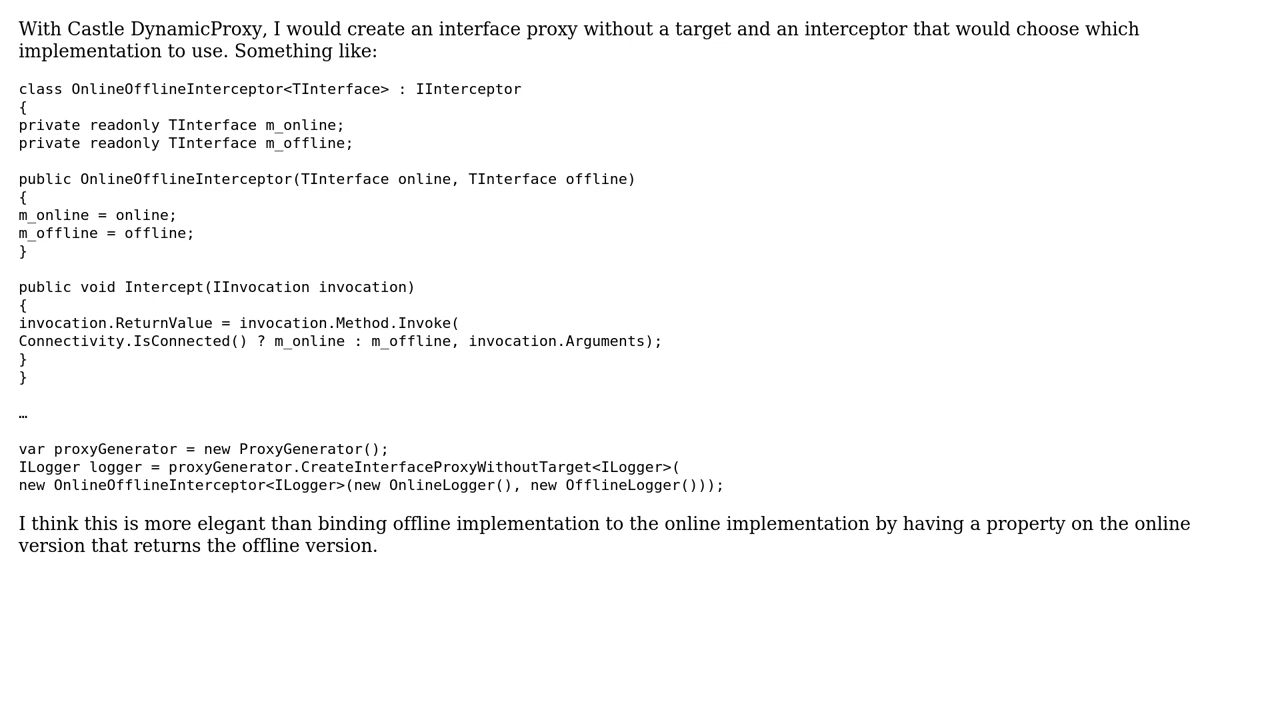 With Castle DynamicProxy, I would create an interface proxy without a target and an interceptor that would choose which
implementation to use. Something like:
class OnlineOfflineInterceptor<TInterface> : IInterceptor
{
private readonly TInterface m_online;
private readonly TInterface m_offline;
public OnlineOfflineInterceptor(TInterface online, TInterface offline)
{
m_online = online;
m_offline = offline;
}
public void Intercept(IInvocation invocation)
{
invocation.ReturnValue = invocation.Method.Invoke(
Connectivity.IsConnected() ? m_online : m_offline, invocation.Arguments);
}
}
…
var proxyGenerator = new ProxyGenerator();
ILogger logger = proxyGenerator.CreateInterfaceProxyWithoutTarget<ILogger>(
new OnlineOfflineInterceptor<ILogger>(new OnlineLogger(), new OfflineLogger()));
I think this is more elegant than binding offline implementation to the online implementation by having a property on the online
version that returns the offline version.